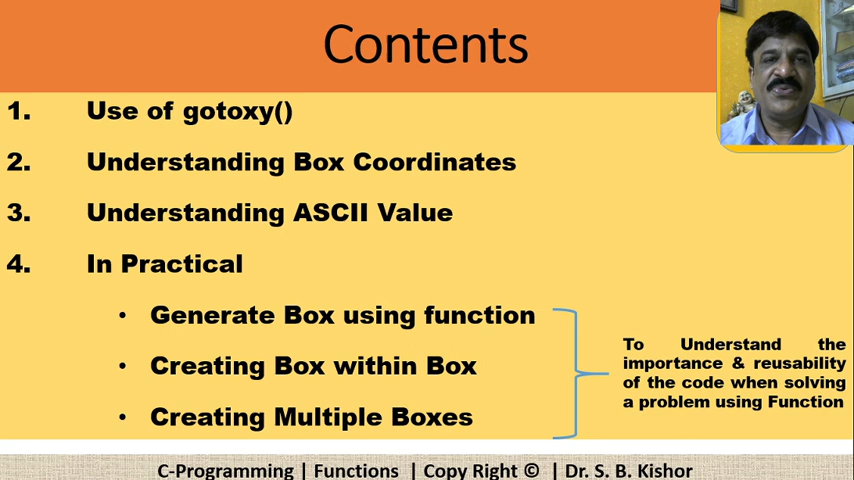 Contents
1. Use of gotoxy()
2. Understanding Box Coordinates
3. Understanding ASCII Value
4. In Practical
• Generate Box using function
• Creating Box within Box
• Creating Multiple Boxes
To Understand the
importance & reusability
of the code when solving
a problem using Function
C-Programming | Functions | Copy Right © | Dr. S. B. Kishor